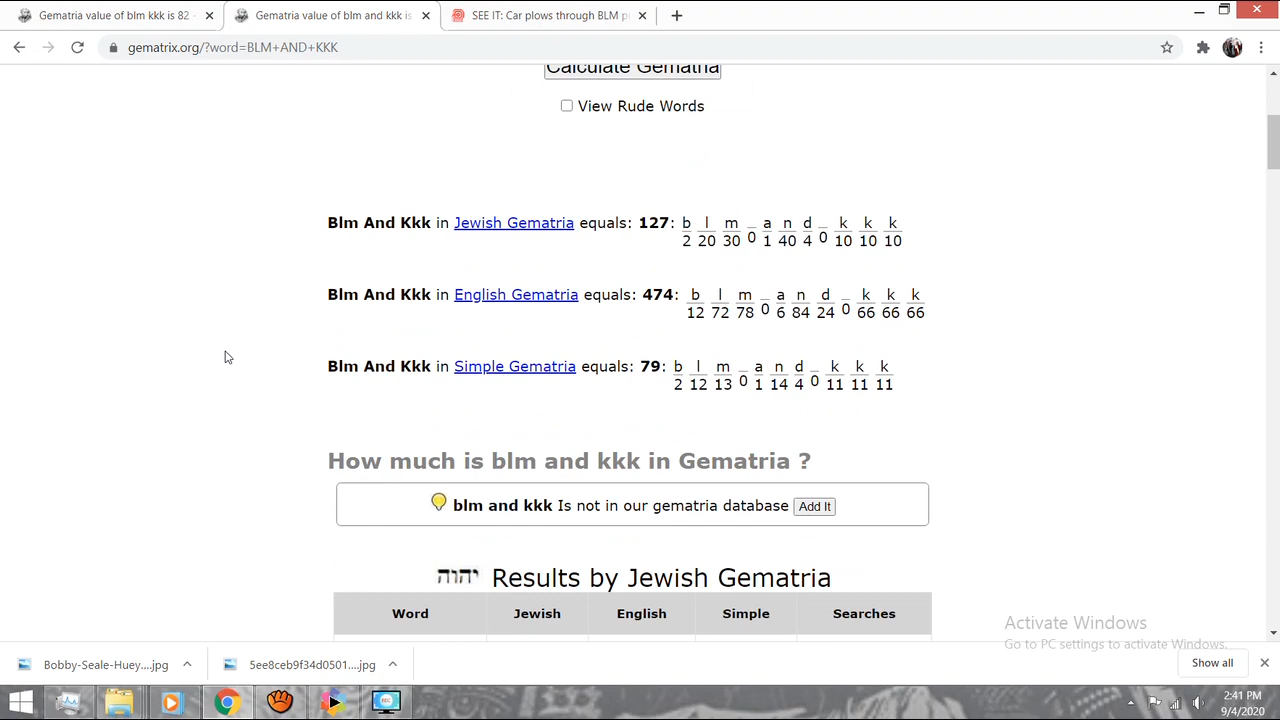 Gematria value of blm kkk is 82
Gematria value of blm and kkk is
SEE IT: Car plows through BLM p
gematrix.org/?word=BLM+AND+KKK
Calculate Gematria
View Rude Words
Blm And Kkk in Jewish Gematria equals: 127: b l m _ a n d _ k k k
2 20 30 0 1 40 4 0 10 10 10
Blm And Kkk in English Gematria equals: 474: b l m _ a n d _ k k k
12 72 78 0 6 84 24 0 66 66 66
Blm And Kkk in Simple Gematria equals: 79: b l m _ a n d _ k k k
2 12 13 0 1 14 4 0 11 11 11
How much is blm and kkk in Gematria ?
blm and kkk Is not in our gematria database Add It
יהוה Results by Jewish Gematria
Word Jewish English Simple Searches
Activate Windows
Go to PC settings to activate Windows.
Bobby-Seale-Huey....jpg
5ee8ceb9f34d0501....jpg
Show all
2:41 PM
9/4/2020